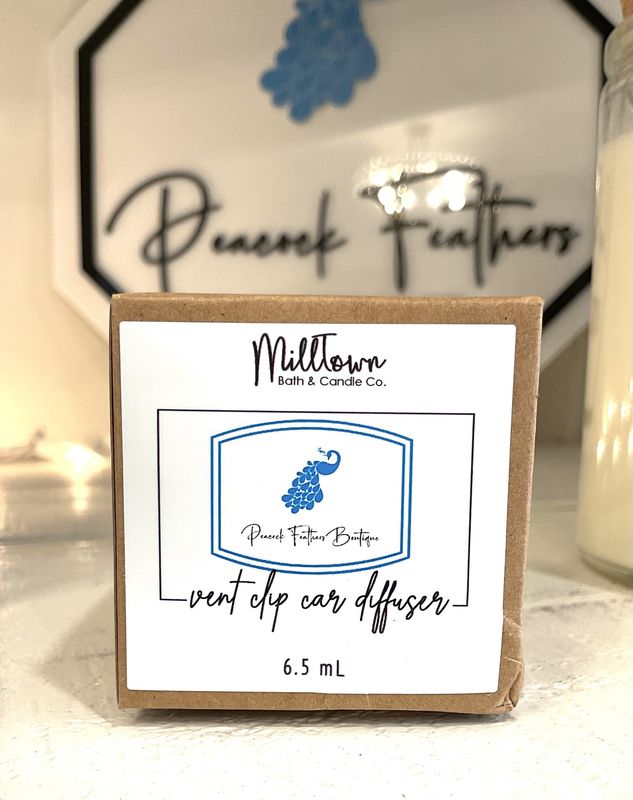 Peacock Feathers
MillTown
Bath & Candle Co.
Peacock Feathers Boutique
vent clip car diffuser
6.5 mL